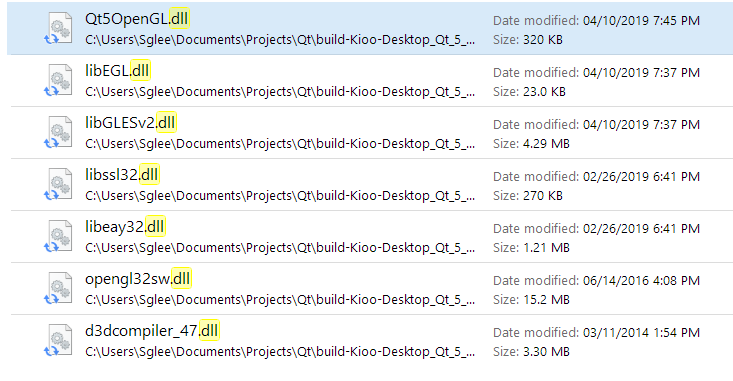 Qt5OpenGL.dll Date modified: 04/10/2019 7:45 PM
C:\Users\Sglee\Documents\Projects\Qt\build-Kioo-Desktop_Qt_5_... Size: 320 KB
libEGL.dll Date modified: 04/10/2019 7:37 PM
C:\Users\Sglee\Documents\Projects\Qt\build-Kioo-Desktop_Qt_5_... Size: 23.0 KB
libGLESv2.dll Date modified: 04/10/2019 7:37 PM
C:\Users\Sglee\Documents\Projects\Qt\build-Kioo-Desktop_Qt_5_... Size: 4.29 MB
libssl32.dll Date modified: 02/26/2019 6:41 PM
C:\Users\Sglee\Documents\Projects\Qt\build-Kioo-Desktop_Qt_5_... Size: 270 KB
libeay32.dll Date modified: 02/26/2019 6:41 PM
C:\Users\Sglee\Documents\Projects\Qt\build-Kioo-Desktop_Qt_5_... Size: 1.21 MB
opengl32sw.dll Date modified: 06/14/2016 4:08 PM
C:\Users\Sglee\Documents\Projects\Qt\build-Kioo-Desktop_Qt_5_... Size: 15.2 MB
d3dcompiler_47.dll Date modified: 03/11/2014 1:54 PM
C:\Users\Sglee\Documents\Projects\Qt\build-Kioo-Desktop_Qt_5_... Size: 3.30 MB